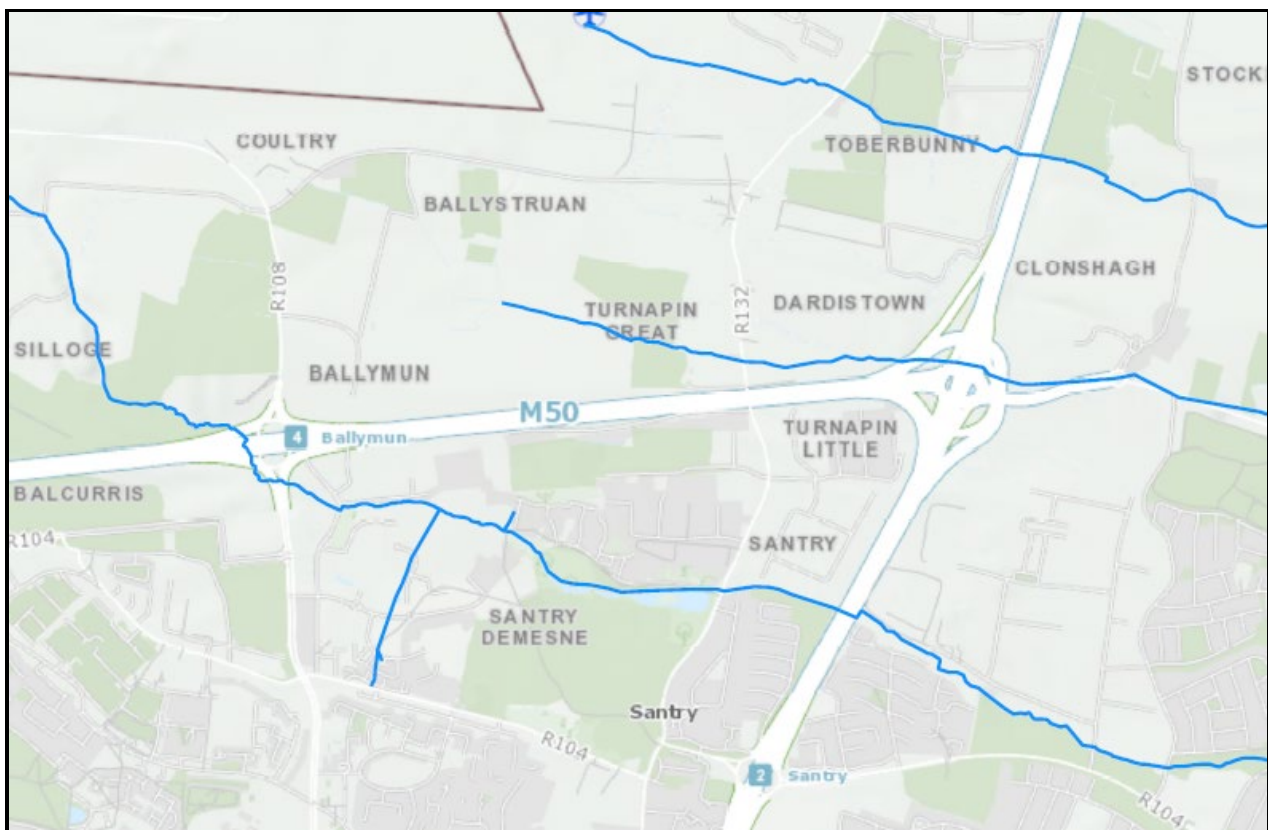 STOCK
COULTRY
TOBERBUNNY
BALLYSTRUAN
CLONSHAGH
R108
R132
TURNAPIN
GREAT
DARDISTOWN
SILLOGE
BALLYMUN
M50
4 Ballymun
TURNAPIN
LITTLE
BALCURRIS
R104
SANTRY
SANTRY
DEMESNE
Santry
R104
2 Santry
R104